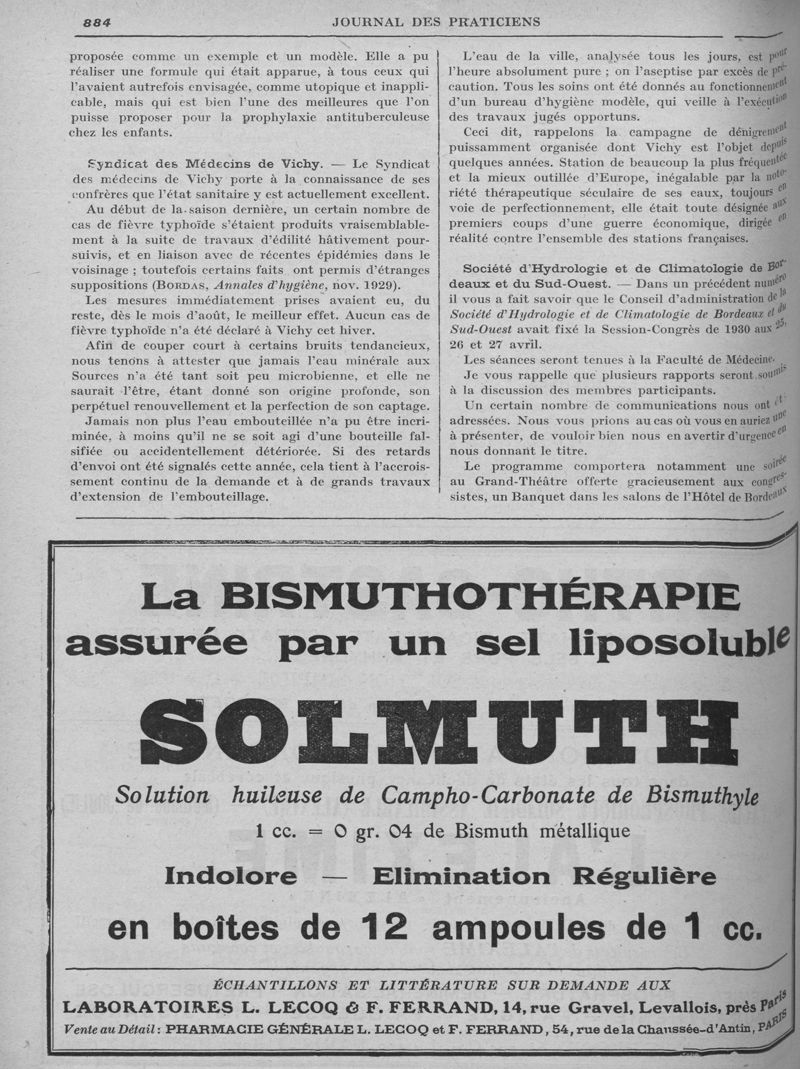 884
JOURNAL DES PRATICIENS
proposée comme un exemple et un modèle. Elle a pu
réaliser une formule qui était apparue, à tous ceux qui
l'avaient autrefois envisagée, comme utopique et inappli-
cable, mais qui est bien l'une des meilleures que l'on
puisse proposer pour la prophylaxie antituberculeuse
chez les enfants.
Syndicat des Médecins de Vichy. — Le Syndicat
des médecins de Vichy porte à la connaissance de ses
confrères que l'état sanitaire y est actuellement excellent.
Au début de la saison dernière, un certain nombre de
cas de fièvre typhoïde s'étaient produits vraisemblable-
ment à la suite de travaux d'édilité hâtivement pour-
suivis, et en liaison avec de récentes épidémies dans le
voisinage ; toutefois certains faits ont permis d'étranges
suppositions (BORDAS, Annales d'hygiène, nov. 1929).
Les mesures immédiatement prises avaient eu, du
reste, dès le mois d'août, le meilleur effet. Aucun cas de
fièvre typhoïde n'a été déclaré à Vichy cet hiver.
Afin de couper court à certains bruits tendancieux,
nous tenons à attester que jamais l'eau minérale aux
Sources n'a été tant soit peu microbienne, et elle ne
saurait l'être, étant donné son origine profonde, son
perpétuel renouvellement et la perfection de son captage.
Jamais non plus l'eau embouteillée n'a pu être incri-
minée, à moins qu'il ne se soit agi d'une bouteille fal-
sifiée ou accidentellement détériorée. Si des retards
d'envoi ont été signalés cette année, cela tient à l'accrois-
sement continu de la demande et à de grands travaux
d'extension de l'embouteillage.
L'eau de la ville, analysée tous les jours, est pour
l'heure absolument pure ; on l'aseptise par excès de pré-
caution. Tous les soins ont été donnés au fonctionnement
d'un bureau d'hygiène modèle, qui veille à l'exécution
des travaux jugés opportuns.
Ceci dit, rappelons la campagne de dénigrement
puissamment organisée dont Vichy est l'objet depuis
quelques années. Station de beaucoup la plus fréquentée
et la mieux outillée d'Europe, inégalable par la noto-
riété thérapeutique séculaire de ses eaux, toujours en
voie de perfectionnement, elle était toute désignée aux
premiers coups d'une guerre économique, dirigée en
réalité contre l'ensemble des stations françaises.
Société d'Hydrologie et de Climatologie de Bor-
deaux et du Sud-Ouest. — Dans un précédent numéro
il vous a fait savoir que le Conseil d'administration de la
Société d'Hydrologie et de Climatologie de Bordeaux et du
Sud-Ouest avait fixé la Session-Congrès de 1930 aux 25,
26 et 27 avril.
Les séances seront tenues à la Faculté de Médecine.
Je vous rappelle que plusieurs rapports seront soumis
à la discussion des membres participants.
Un certain nombre de communications nous ont ét
adressées. Nous vous prions au cas où vous en auriez une
à présenter, de vouloir bien nous en avertir d'urgence en
nous donnant le titre.
Le programme comportera notamment une soirée
au Grand-Théâtre offerte gracieusement aux congres-
sistes, un Banquet dans les salons de l'Hôtel de Bordeaux
La BISMUTHOTHÉRAPIE
assurée par un sel liposoluble
SOLMUTH
Solution huileuse de Campho-Carbonate de Bismuthyle
1 cc. = 0 gr. 04 de Bismuth métallique
Indolore — Elimination Régulière
en boîtes de 12 ampoules de 1 cc.
ÉCHANTILLONS ET LITTÉRATURE SUR DEMANDE AUX
LABORATOIRES L. LECOQ & F. FERRAND, 14, rue Gravel, Levallois, près Paris
Vente au Détail : PHARMACIE GÉNÉRALE L. LECOQ et F. FERRAND, 54, rue de la Chaussée-d'Antin, PARIS